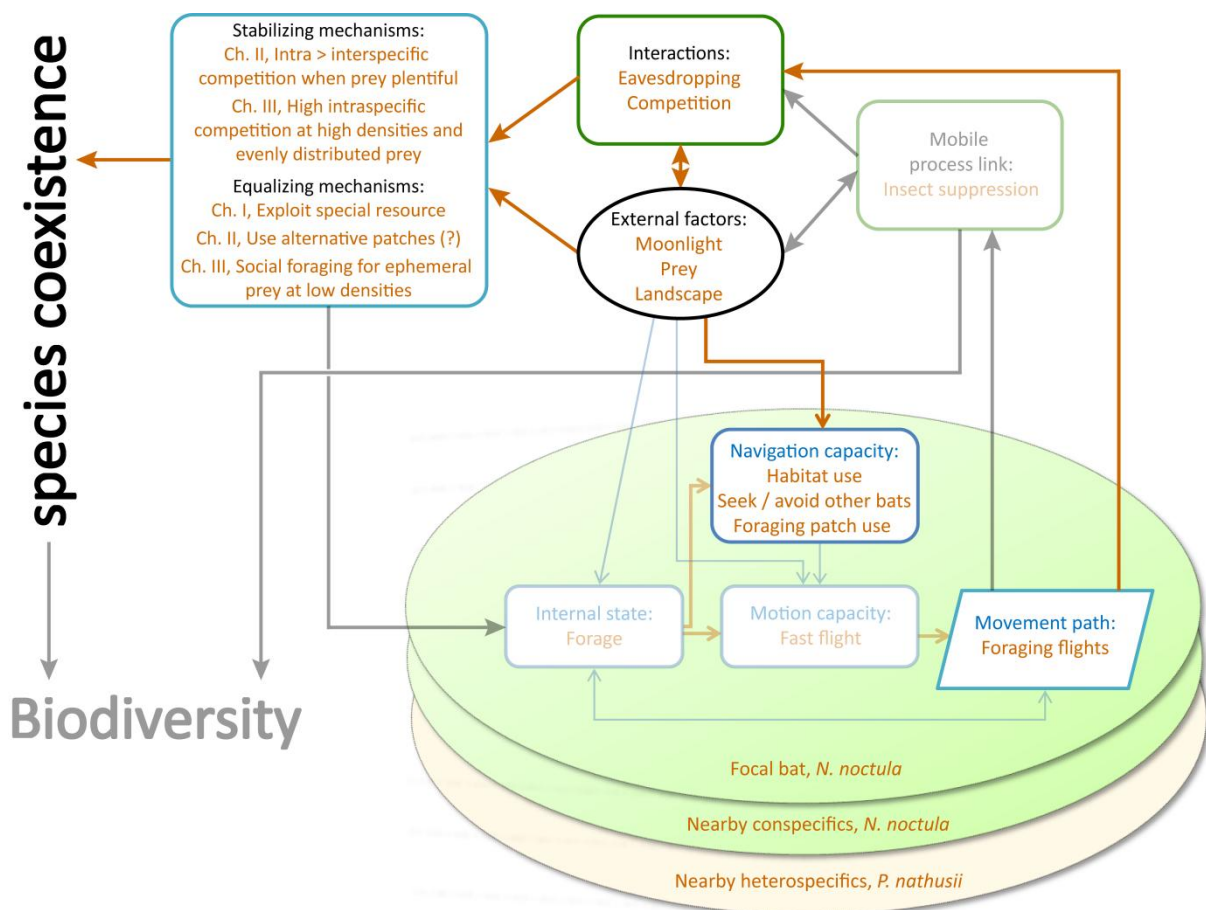 Stabilizing mechanisms:
Ch. II, Intra > interspecific
competition when prey plentiful
Ch. III, High intraspecific
competition at high densities and
evenly distributed prey
Equalizing mechanisms:
Ch. I, Exploit special resource
Ch. II, Use alternative patches (?)
Ch. III, Social foraging for ephemeral
prey at low densities
Interactions:
Eavesdropping
Competition
Mobile
process link:
Insect suppression
External factors:
Moonlight
Prey
Landscape
species coexistence
Biodiversity
Navigation capacity:
Habitat use
Seek / avoid other bats
Foraging patch use
Internal state:
Forage
Motion capacity:
Fast flight
Movement path:
Foraging flights
Focal bat, N. noctula
Nearby conspecifics, N. noctula
Nearby heterospecifics, P. nathusii